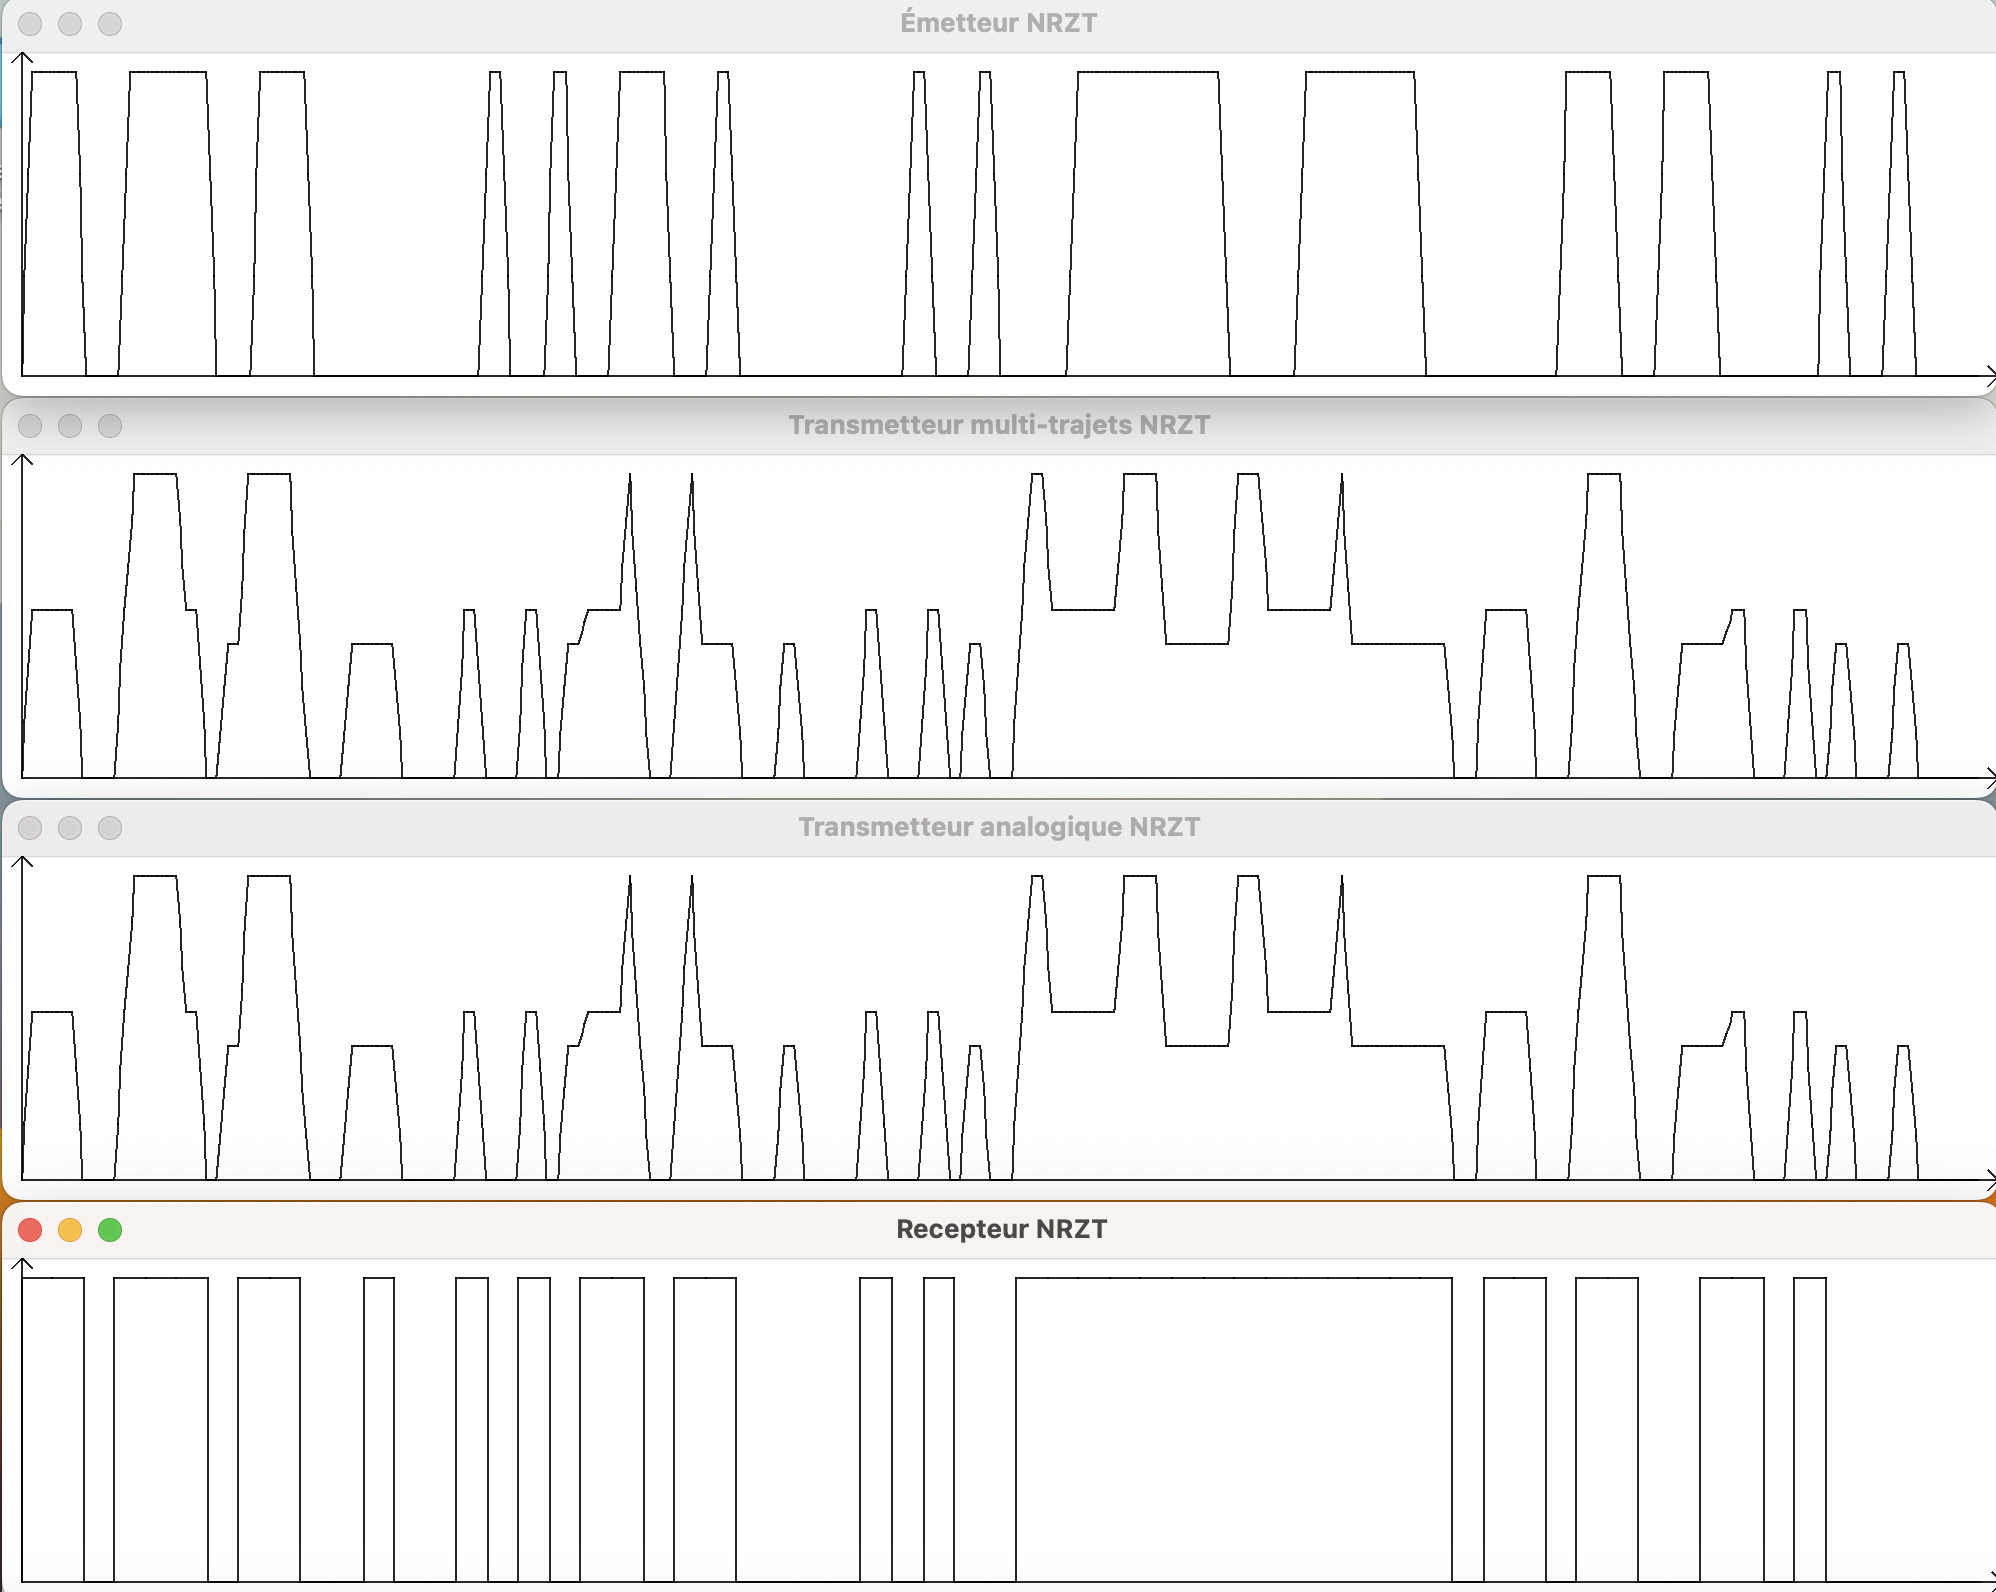 Émetteur NRZT
Transmetteur multi-trajets NRZT
Transmetteur analogique NRZT
Recepteur NRZT